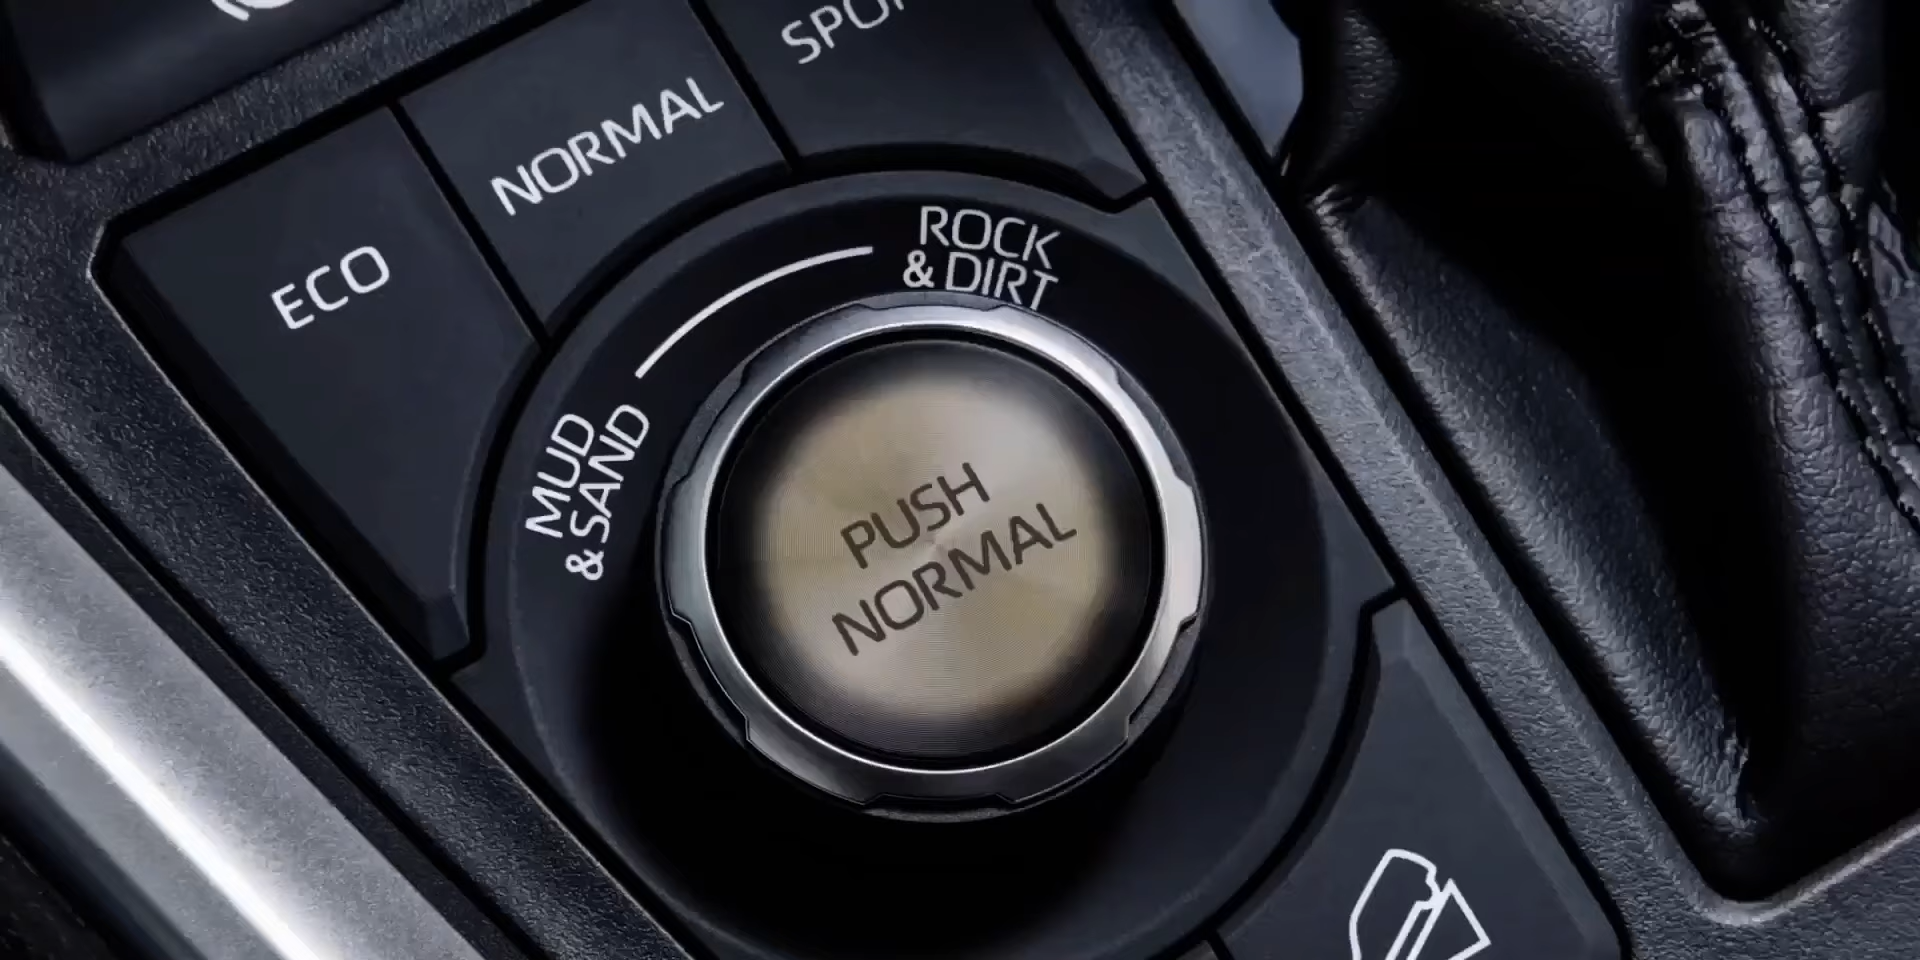 ECO
NORMAL
ROCK
& DIRT
MUD
& SAND
PUSH
NORMAL